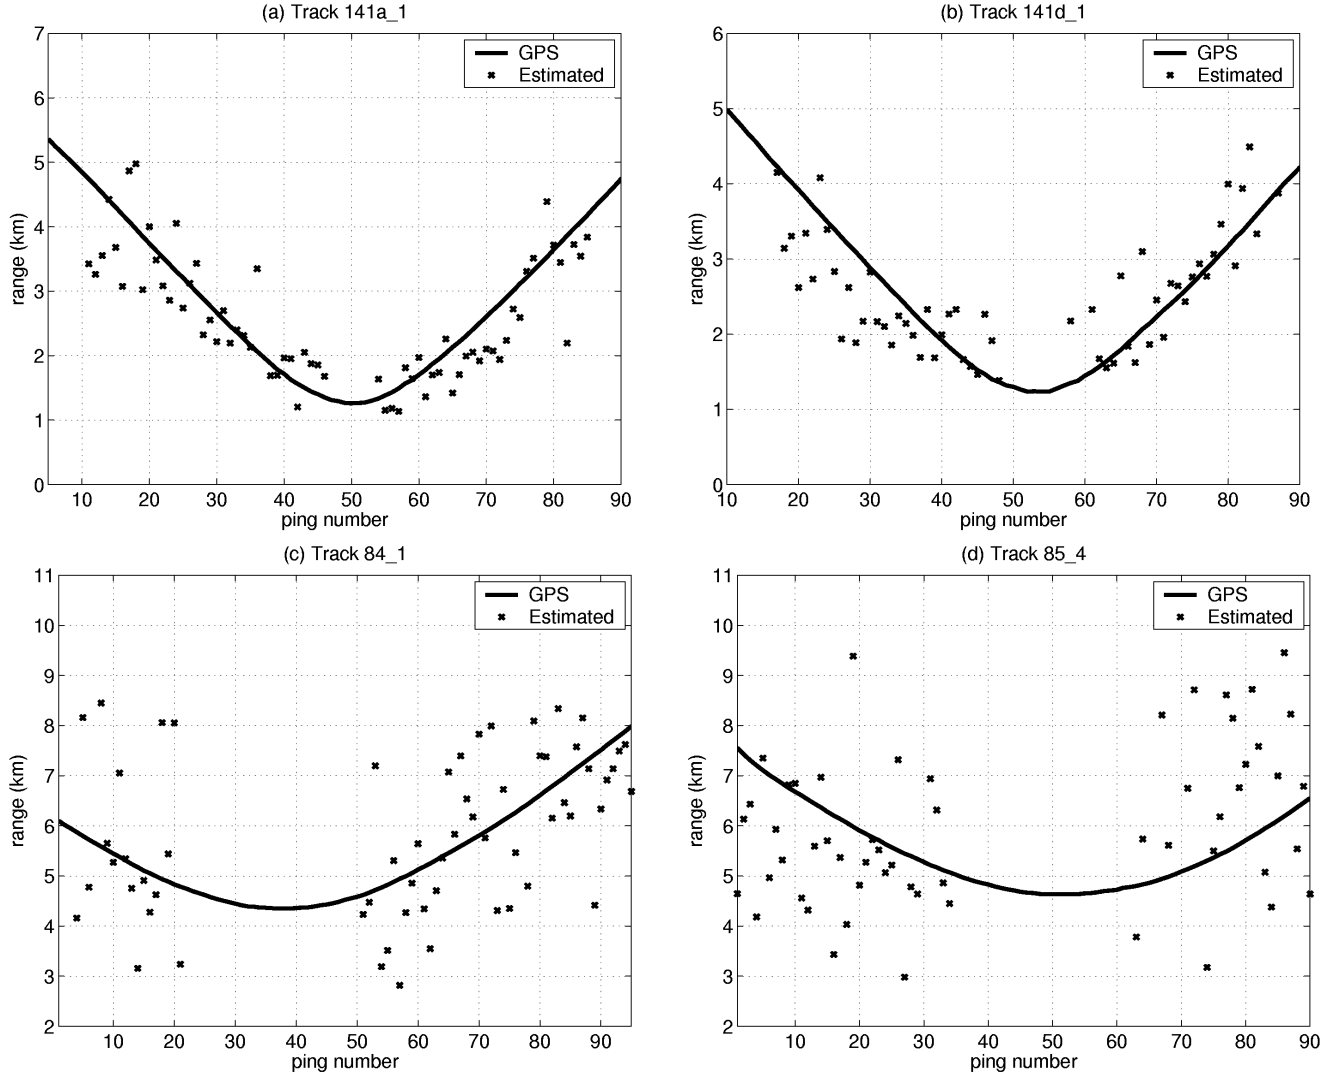 (a) Track 141a_1
7
6
5
4
3
2
1
0
range (km)
10 20 30 40 50 60 70 80 90
ping number
GPS
Estimated
(b) Track 141d_1
6
5
4
3
2
1
0
range (km)
10 20 30 40 50 60 70 80 90
ping number
GPS
Estimated
(c) Track 84_1
11
10
9
8
7
6
5
4
3
2
range (km)
10 20 30 40 50 60 70 80 90
ping number
GPS
Estimated
(d) Track 85_4
11
10
9
8
7
6
5
4
3
2
range (km)
10 20 30 40 50 60 70 80 90
ping number
GPS
Estimated